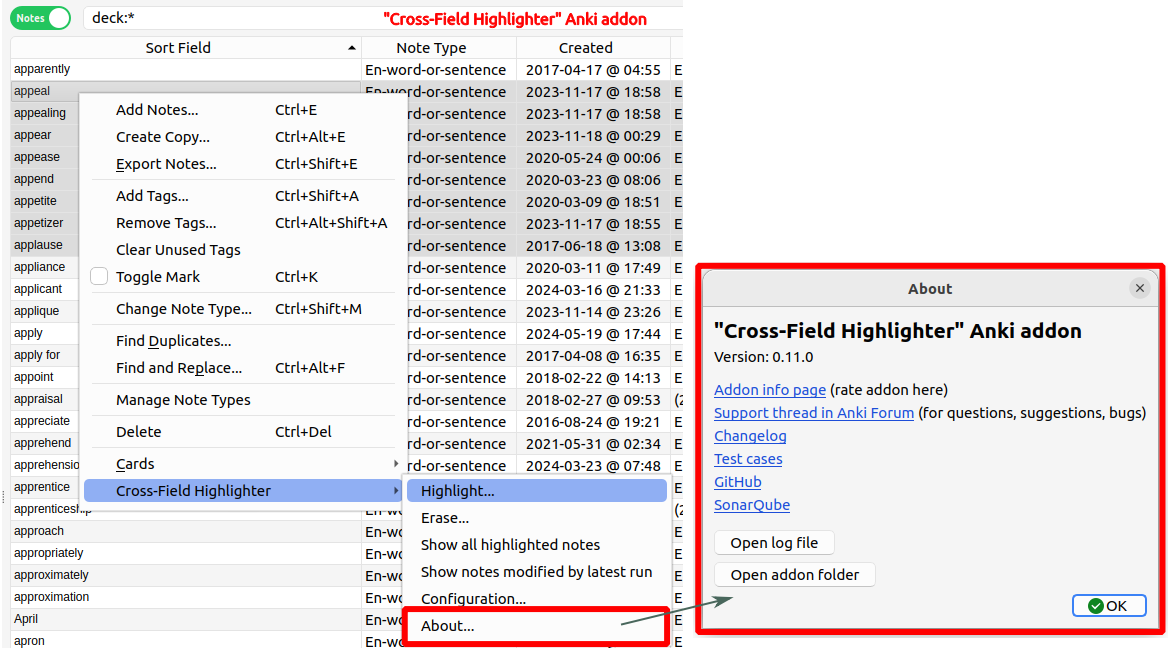 Notes
deck:*
"Cross-Field Highlighter" Anki addon
Sort Field Note Type Created
apparently En-word-or-sentence 2017-04-17 @ 04:55 E
appeal En-word-or-sentence 2023-11-17 @ 18:58 E
appealing rd-or-sentence 2023-11-17 @ 18:58 E
appear rd-or-sentence 2023-11-18 @ 00:29 E
appease rd-or-sentence 2020-05-24 @ 00:06 E
append rd-or-sentence 2020-03-23 @ 08:06 E
appetite rd-or-sentence 2020-03-09 @ 18:51 E
appetizer rd-or-sentence 2023-11-17 @ 18:55 E
applause rd-or-sentence 2017-06-18 @ 13:08 E
appliance rd-or-sentence 2020-03-11 @ 17:49 E
applicant rd-or-sentence 2024-03-16 @ 21:33 E
applique rd-or-sentence 2023-11-14 @ 23:26 E
apply rd-or-sentence 2024-05-19 @ 17:44 E
apply for rd-or-sentence 2017-04-08 @ 16:35 E
appoint rd-or-sentence 2018-02-22 @ 14:13 E
appraisal rd-or-sentence 2018-02-27 @ 09:53 (2
appreciate rd-or-sentence 2016-08-24 @ 19:21 E
apprehend rd-or-sentence 2021-05-31 @ 02:34 E
apprehensio rd-or-sentence 2024-03-23 @ 07:48 E
apprentice E
apprenticeship En-wo (2
approach En-wo E
appropriately En-wo E
approximately En-wo E
approximation En-wo E
April En-wo E
apron En-wo E
Add Notes... Ctrl+E
Create Copy... Ctrl+Alt+E
Export Notes... Ctrl+Shift+E
Add Tags... Ctrl+Shift+A
Remove Tags... Ctrl+Alt+Shift+A
Clear Unused Tags
Toggle Mark Ctrl+K
Change Note Type... Ctrl+Shift+M
Find Duplicates...
Find and Replace... Ctrl+Alt+F
Manage Note Types
Delete Ctrl+Del
Cards
Cross-Field Highlighter
Highlight...
Erase...
Show all highlighted notes
Show notes modified by latest run
Configuration...
About...
About
"Cross-Field Highlighter" Anki addon
Version: 0.11.0
Addon info page (rate addon here)
Support thread in Anki Forum (for questions, suggestions, bugs)
Changelog
Test cases
GitHub
SonarQube
Open log file
Open addon folder
OK